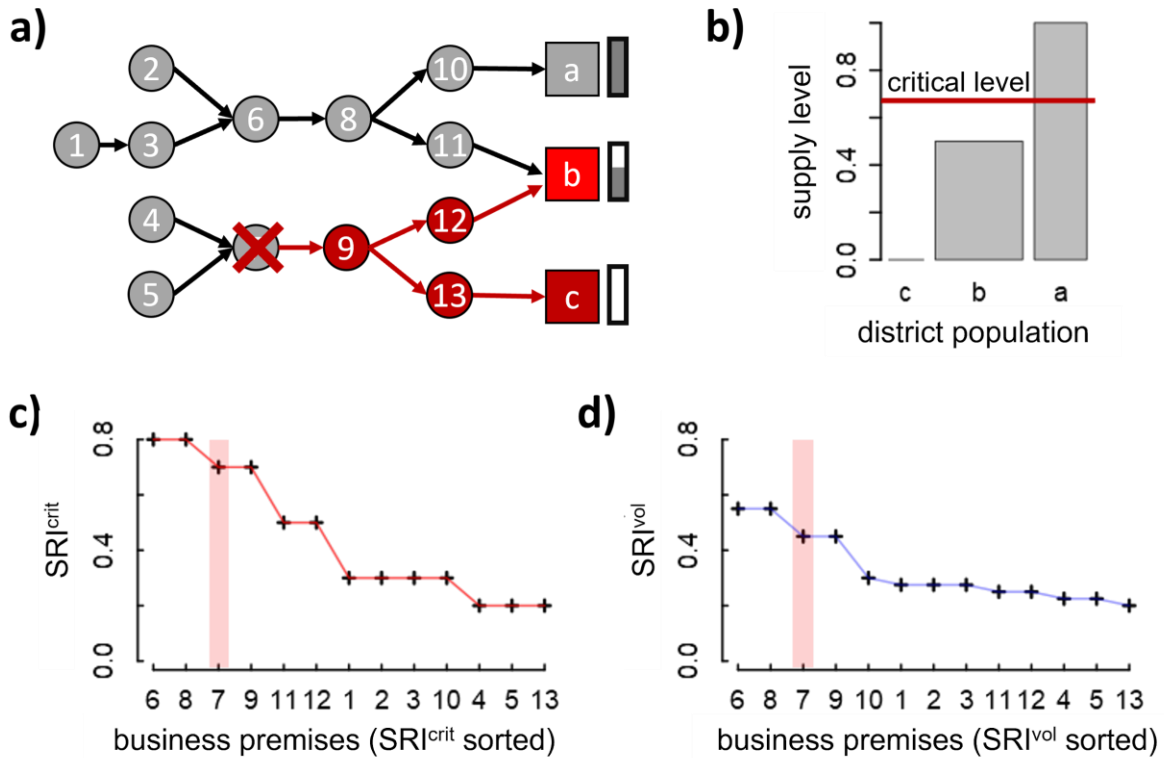 a)
2
10
a
6
8
1
3
11
b
4
12
9
5
13
c
b)
supply level
0.8
0.4
0.0
critical level
c b a
district population
c)
SRI^crit
0.8
0.4
0.0
6 8 7 9 11 12 1 2 3 10 4 5 13
business premises (SRI^crit sorted)
d)
SRI^vol
0.8
0.4
0.0
6 8 7 9 10 1 2 3 11 12 4 5 13
business premises (SRI^vol sorted)